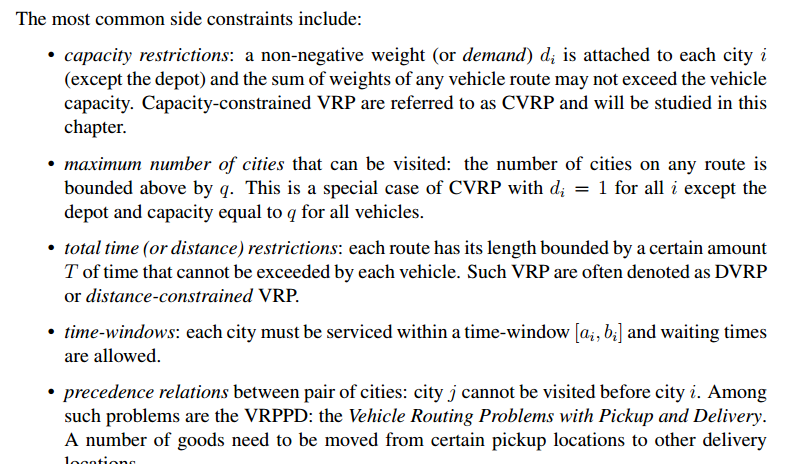 The most common side constraints include:
• capacity restrictions: a non-negative weight (or demand) dᵢ is attached to each city i
(except the depot) and the sum of weights of any vehicle route may not exceed the vehicle
capacity. Capacity-constrained VRP are referred to as CVRP and will be studied in this
chapter.
• maximum number of cities that can be visited: the number of cities on any route is
bounded above by q. This is a special case of CVRP with dᵢ = 1 for all i except the
depot and capacity equal to q for all vehicles.
• total time (or distance) restrictions: each route has its length bounded by a certain amount
T of time that cannot be exceeded by each vehicle. Such VRP are often denoted as DVRP
or distance-constrained VRP.
• time-windows: each city must be serviced within a time-window [aᵢ, bᵢ] and waiting times
are allowed.
• precedence relations between pair of cities: city j cannot be visited before city i. Among
such problems are the VRPPD: the Vehicle Routing Problems with Pickup and Delivery.
A number of goods need to be moved from certain pickup locations to other delivery
locations.